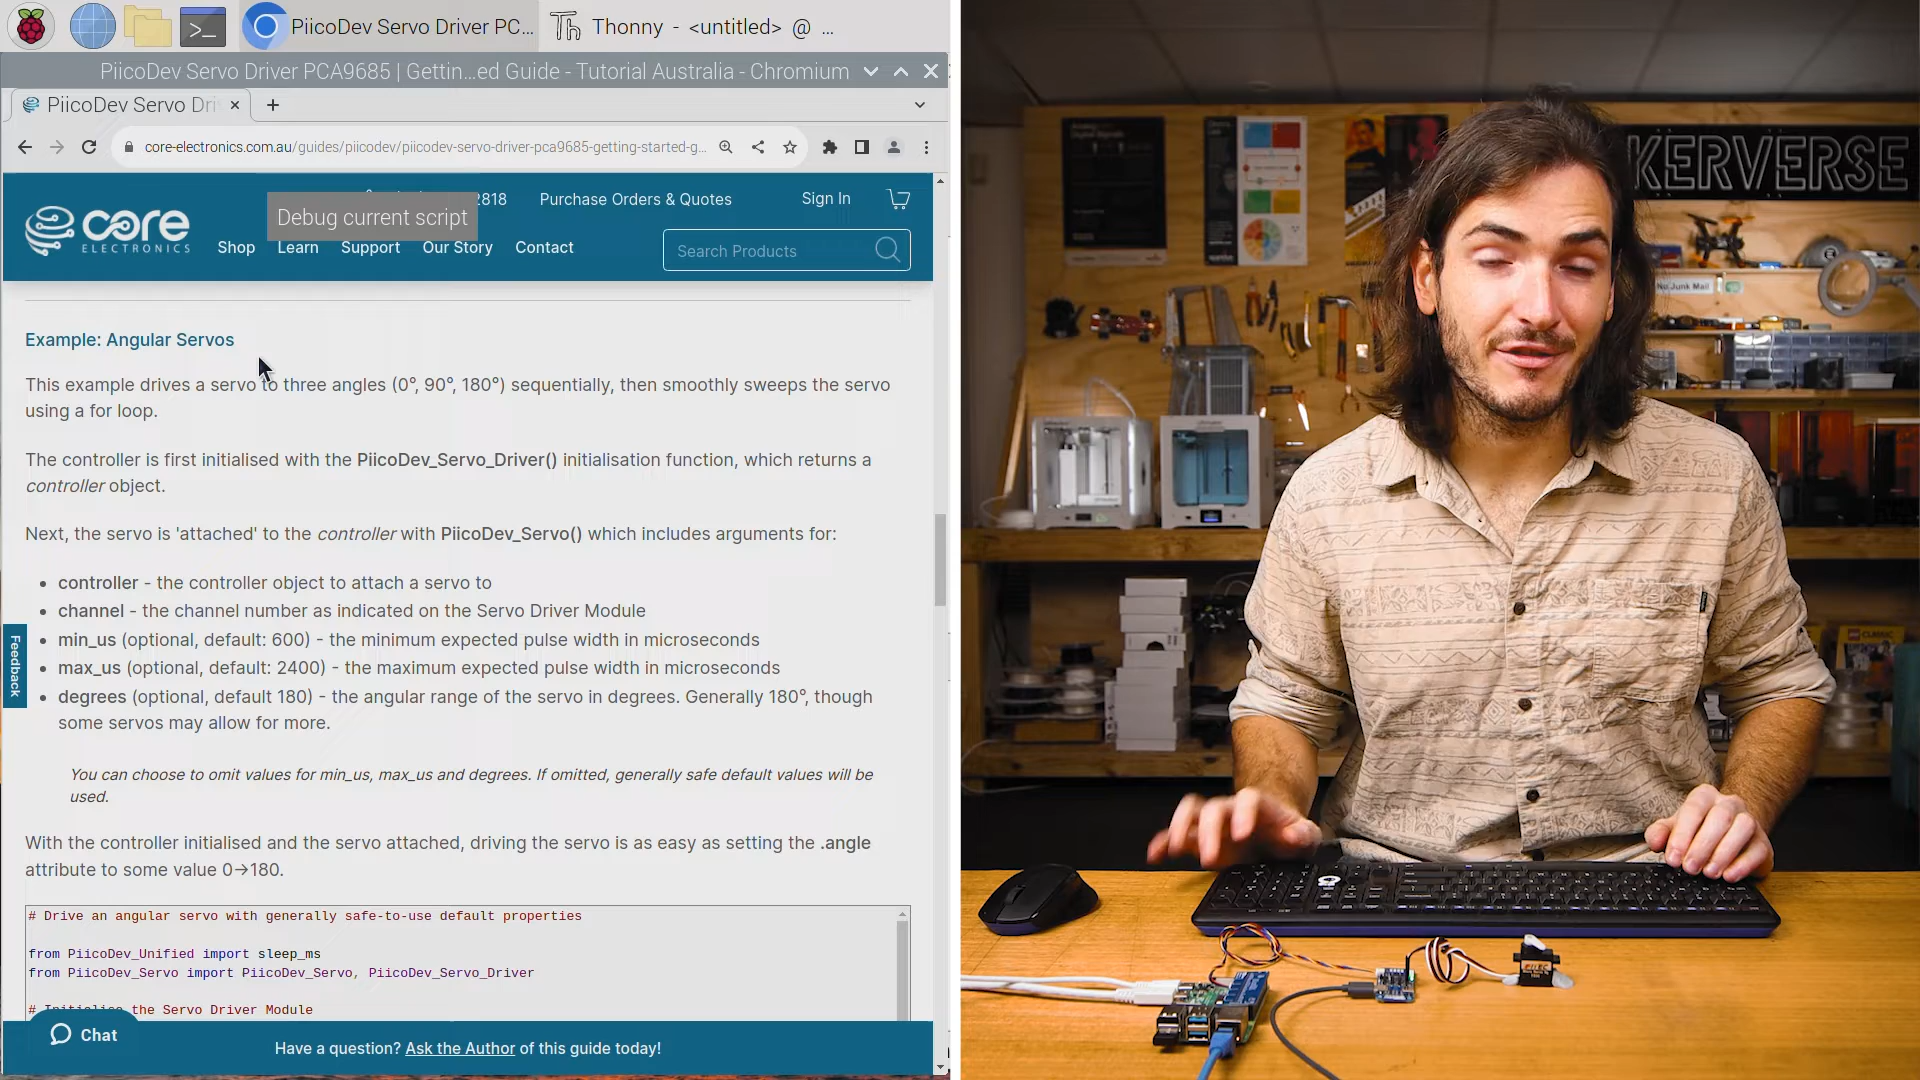 PiicoDev Servo Driver PC...
Thonny - <untitled> @ ...
PiicoDev Servo Driver PCA9685 | Gettin...ed Guide - Tutorial Australia - Chromium
PiicoDev Servo Dri
core-electronics.com.au/guides/piicodev/piicodev-servo-driver-pca9685-getting-started-g...
2818
Purchase Orders & Quotes
Sign In
core
ELECTRONICS
Debug current script
Shop
Learn
Support
Our Story
Contact
Search Products
Example: Angular Servos
This example drives a servo to three angles (0°, 90°, 180°) sequentially, then smoothly sweeps the servo
using a for loop.
The controller is first initialised with the PiicoDev_Servo_Driver() initialisation function, which returns a
controller object.
Next, the servo is 'attached' to the controller with PiicoDev_Servo() which includes arguments for:
• controller - the controller object to attach a servo to
• channel - the channel number as indicated on the Servo Driver Module
• min_us (optional, default: 600) - the minimum expected pulse width in microseconds
• max_us (optional, default: 2400) - the maximum expected pulse width in microseconds
• degrees (optional, default 180) - the angular range of the servo in degrees. Generally 180°, though
some servos may allow for more.
You can choose to omit values for min_us, max_us and degrees. If omitted, generally safe default values will be
used.
With the controller initialised and the servo attached, driving the servo is as easy as setting the .angle
attribute to some value 0→180.
# Drive an angular servo with generally safe-to-use default properties
from PiicoDev_Unified import sleep_ms
from PiicoDev_Servo import PiicoDev_Servo, PiicoDev_Servo_Driver
# Initialise the Servo Driver Module
Feedback
Chat
Have a question? Ask the Author of this guide today!
KERVERSE
No Junk Mail